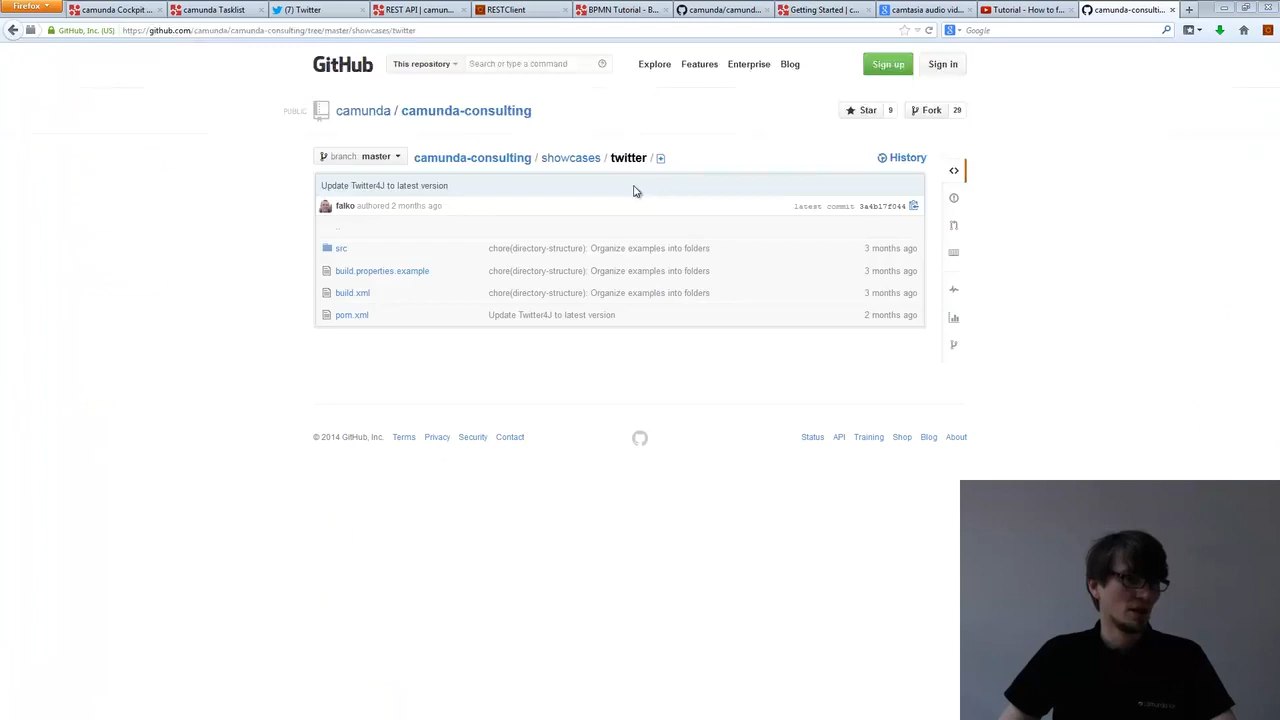 Firefox
camunda Cockpit ...
camunda Tasklist
(7) Twitter
REST API | camun...
RESTClient
BPMN Tutorial - B...
camunda/camund...
Getting Started | c...
camtasia audio vid...
Tutorial - How to f...
camunda-consulti...
GitHub, Inc. (US)
https://github.com/camunda/camunda-consulting/tree/master/showcases/twitter
Google
GitHub
This repository
Search or type a command
Explore
Features
Enterprise
Blog
Sign up
Sign in
PUBLIC
camunda / camunda-consulting
Star 9
Fork 29
branch master
camunda-consulting / showcases / twitter /
History
Update Twitter4J to latest version
falko authored 2 months ago
latest commit 3a4b17f044
..
src chore(directory-structure): Organize examples into folders 3 months ago
build.properties.example chore(directory-structure): Organize examples into folders 3 months ago
build.xml chore(directory-structure): Organize examples into folders 3 months ago
pom.xml Update Twitter4J to latest version 2 months ago
© 2014 GitHub, Inc. Terms Privacy Security Contact
Status API Training Shop Blog About